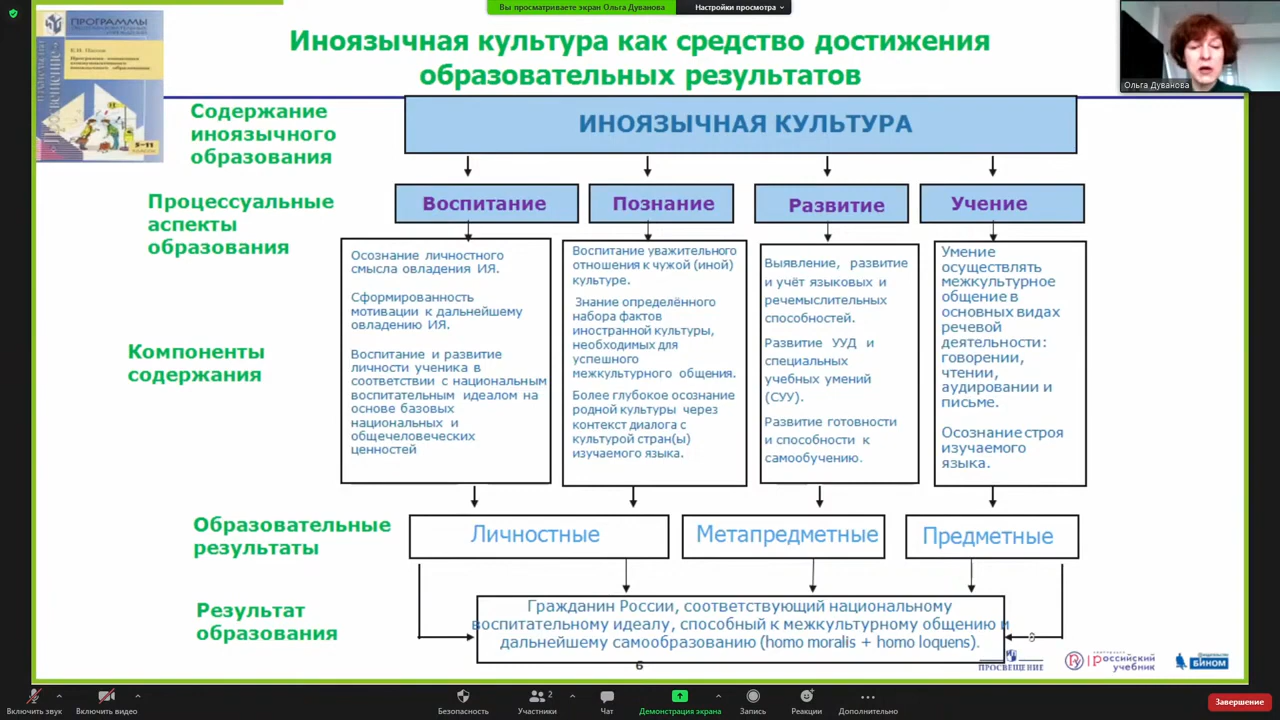 Вы просматриваете экран Ольга Дуванова
Настройки просмотра
ПРОГРАММЫ
5–11
Иноязычная культура как средство достижения
образовательных результатов
Ольга Дуванова
Содержание
иноязычного
образования
ИНОЯЗЫЧНАЯ КУЛЬТУРА
Процессуальные
аспекты
образования
Воспитание
Познание
Развитие
Учение
Компоненты
содержания
Осознание личностного
смысла овладения ИЯ.
Сформированность
мотивации к дальнейшему
овладению ИЯ.
Воспитание и развитие
личности ученика в
соответствии с национальным
воспитательным идеалом на
основе базовых
национальных и
общечеловеческих
ценностей
Воспитание уважительного
отношения к чужой (иной)
культуре.
Знание определённого
набора фактов
иностранной культуры,
необходимых для
успешного
межкультурного общения.
Более глубокое осознание
родной культуры через
контекст диалога с
культурой стран(ы)
изучаемого языка.
Выявление, развитие
и учёт языковых и
речемыслительных
способностей.
Развитие УУД и
специальных
учебных умений
(СУУ).
Развитие готовности
и способности к
самообучению.
Умение
осуществлять
межкультурное
общение в
основных видах
речевой
деятельности:
говорении,
чтении,
аудировании и
письме.
Осознание строя
изучаемого
языка.
Образовательные
результаты
Личностные
Метапредметные
Предметные
Результат
образования
Гражданин России, соответствующий национальному
воспитательному идеалу, способный к межкультурному общению и
дальнейшему самообразованию (homo moralis + homo loquens).
6
ПРОСВЕЩЕНИЕ
российский
учебник
БИНОМ
Включить звук
Включить видео
Безопасность
Участники
2
Чат
Демонстрация экрана
Запись
Реакции
Дополнительно
Завершение